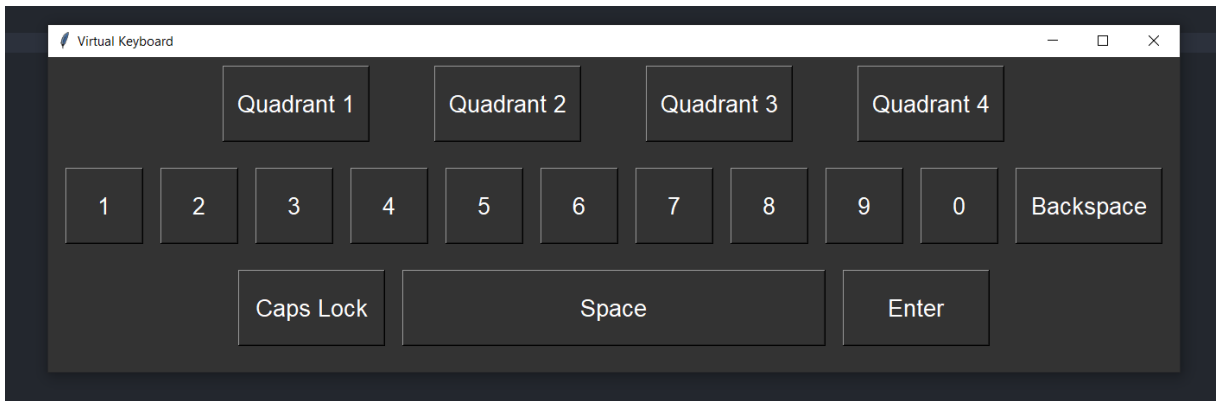 Virtual Keyboard
Quadrant 1 Quadrant 2 Quadrant 3 Quadrant 4
1 2 3 4 5 6 7 8 9 0 Backspace
Caps Lock Space Enter